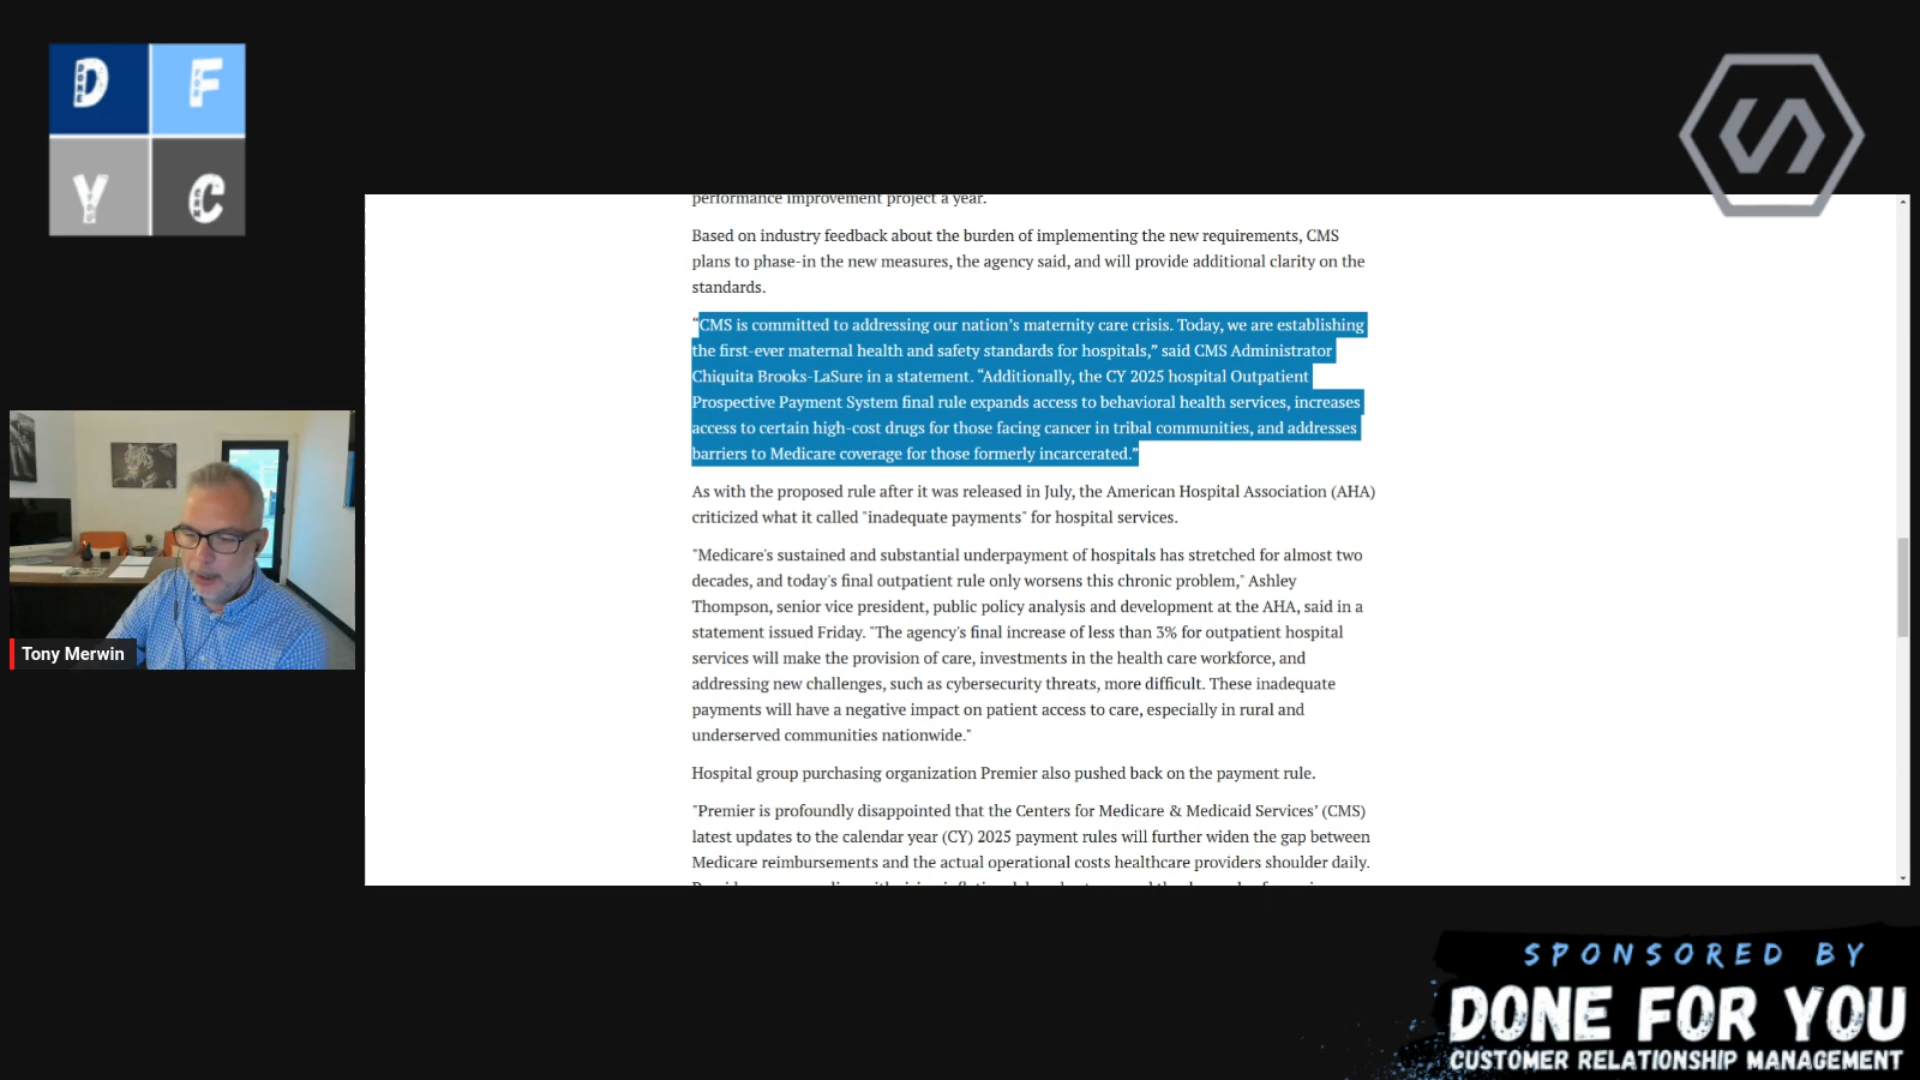 D F
Y C
performance improvement project a year.
Based on industry feedback about the burden of implementing the new requirements, CMS
plans to phase-in the new measures, the agency said, and will provide additional clarity on the
standards.
“CMS is committed to addressing our nation’s maternity care crisis. Today, we are establishing
the first-ever maternal health and safety standards for hospitals,” said CMS Administrator
Chiquita Brooks-LaSure in a statement. “Additionally, the CY 2025 hospital Outpatient
Prospective Payment System final rule expands access to behavioral health services, increases
access to certain high-cost drugs for those facing cancer in tribal communities, and addresses
barriers to Medicare coverage for those formerly incarcerated.”
As with the proposed rule after it was released in July, the American Hospital Association (AHA)
criticized what it called "inadequate payments" for hospital services.
"Medicare's sustained and substantial underpayment of hospitals has stretched for almost two
decades, and today's final outpatient rule only worsens this chronic problem," Ashley
Thompson, senior vice president, public policy analysis and development at the AHA, said in a
statement issued Friday. "The agency's final increase of less than 3% for outpatient hospital
services will make the provision of care, investments in the health care workforce, and
addressing new challenges, such as cybersecurity threats, more difficult. These inadequate
payments will have a negative impact on patient access to care, especially in rural and
underserved communities nationwide."
Hospital group purchasing organization Premier also pushed back on the payment rule.
"Premier is profoundly disappointed that the Centers for Medicare & Medicaid Services’ (CMS)
latest updates to the calendar year (CY) 2025 payment rules will further widen the gap between
Medicare reimbursements and the actual operational costs healthcare providers shoulder daily.
Tony Merwin
SPONSORED BY
DONE FOR YOU
CUSTOMER RELATIONSHIP MANAGEMENT